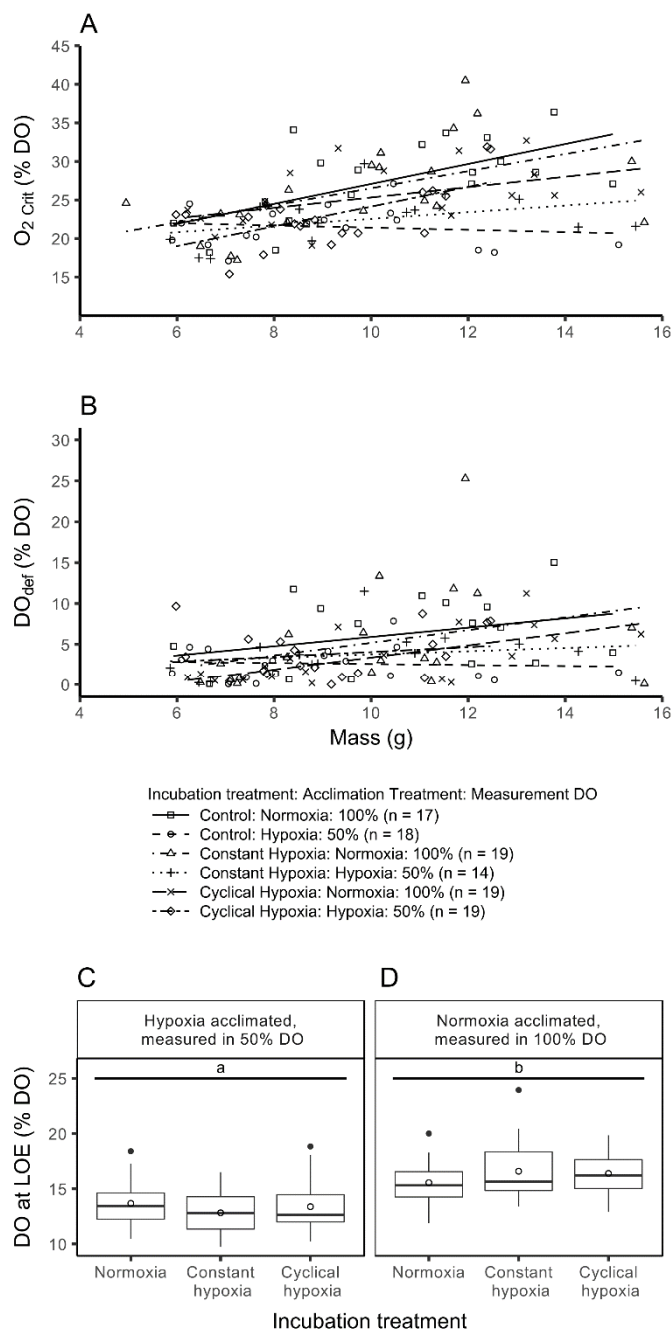 A
45
40
35
30
25
20
15
O2 Crit (% DO)
4
6
8
10
12
14
16
B
30
25
20
15
10
5
0
DOdef (% DO)
4
6
8
10
12
14
16
Mass (g)
Incubation treatment: Acclimation Treatment: Measurement DO
Control: Normoxia: 100% (n = 17)
Control: Hypoxia: 50% (n = 18)
Constant Hypoxia: Normoxia: 100% (n = 19)
Constant Hypoxia: Hypoxia: 50% (n = 14)
Cyclical Hypoxia: Normoxia: 100% (n = 19)
Cyclical Hypoxia: Hypoxia: 50% (n = 19)
C
D
Hypoxia acclimated,
measured in 50% DO
Normoxia acclimated,
measured in 100% DO
a
b
25
20
15
10
DO at LOE (% DO)
Normoxia
Constant
hypoxia
Cyclical
hypoxia
Normoxia
Constant
hypoxia
Cyclical
hypoxia
Incubation treatment